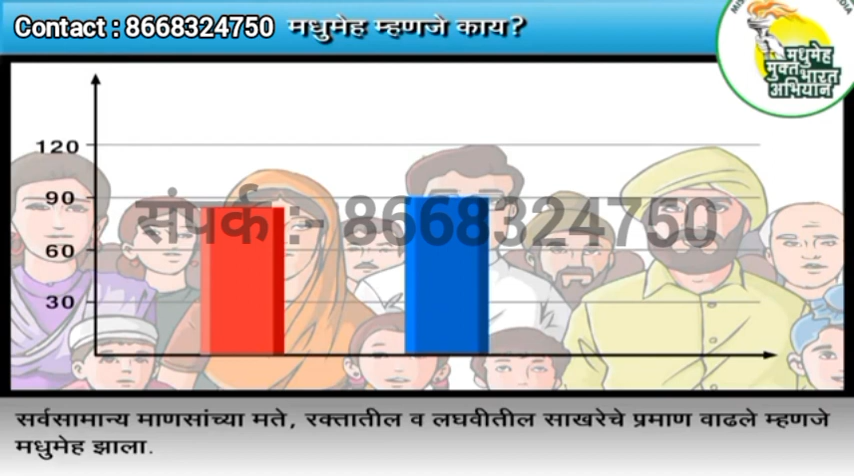 Contact : 8668324750 मधुमेह म्हणजे काय?
मधुमेह
मुक्त भारत
अभियान
120
90
60
30
संपर्क :- 8668324750
सर्वसामान्य माणसांच्या मते, रक्तातील व लघवीतील साखरेचे प्रमाण वाढले म्हणजे
मधुमेह झाला.